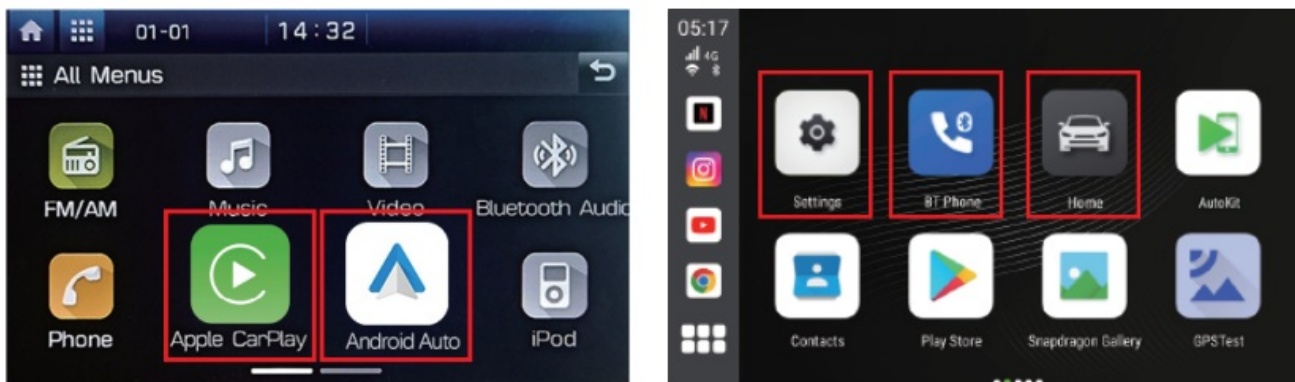 01-01 14:32
All Menus
FM/AM Music Video Bluetooth Audio
Phone Apple CarPlay Android Auto iPod
05:17
4G
N
Settings BT Phone Home AutoKit
Contacts Play Store Snapdragon Gallery GPSTest